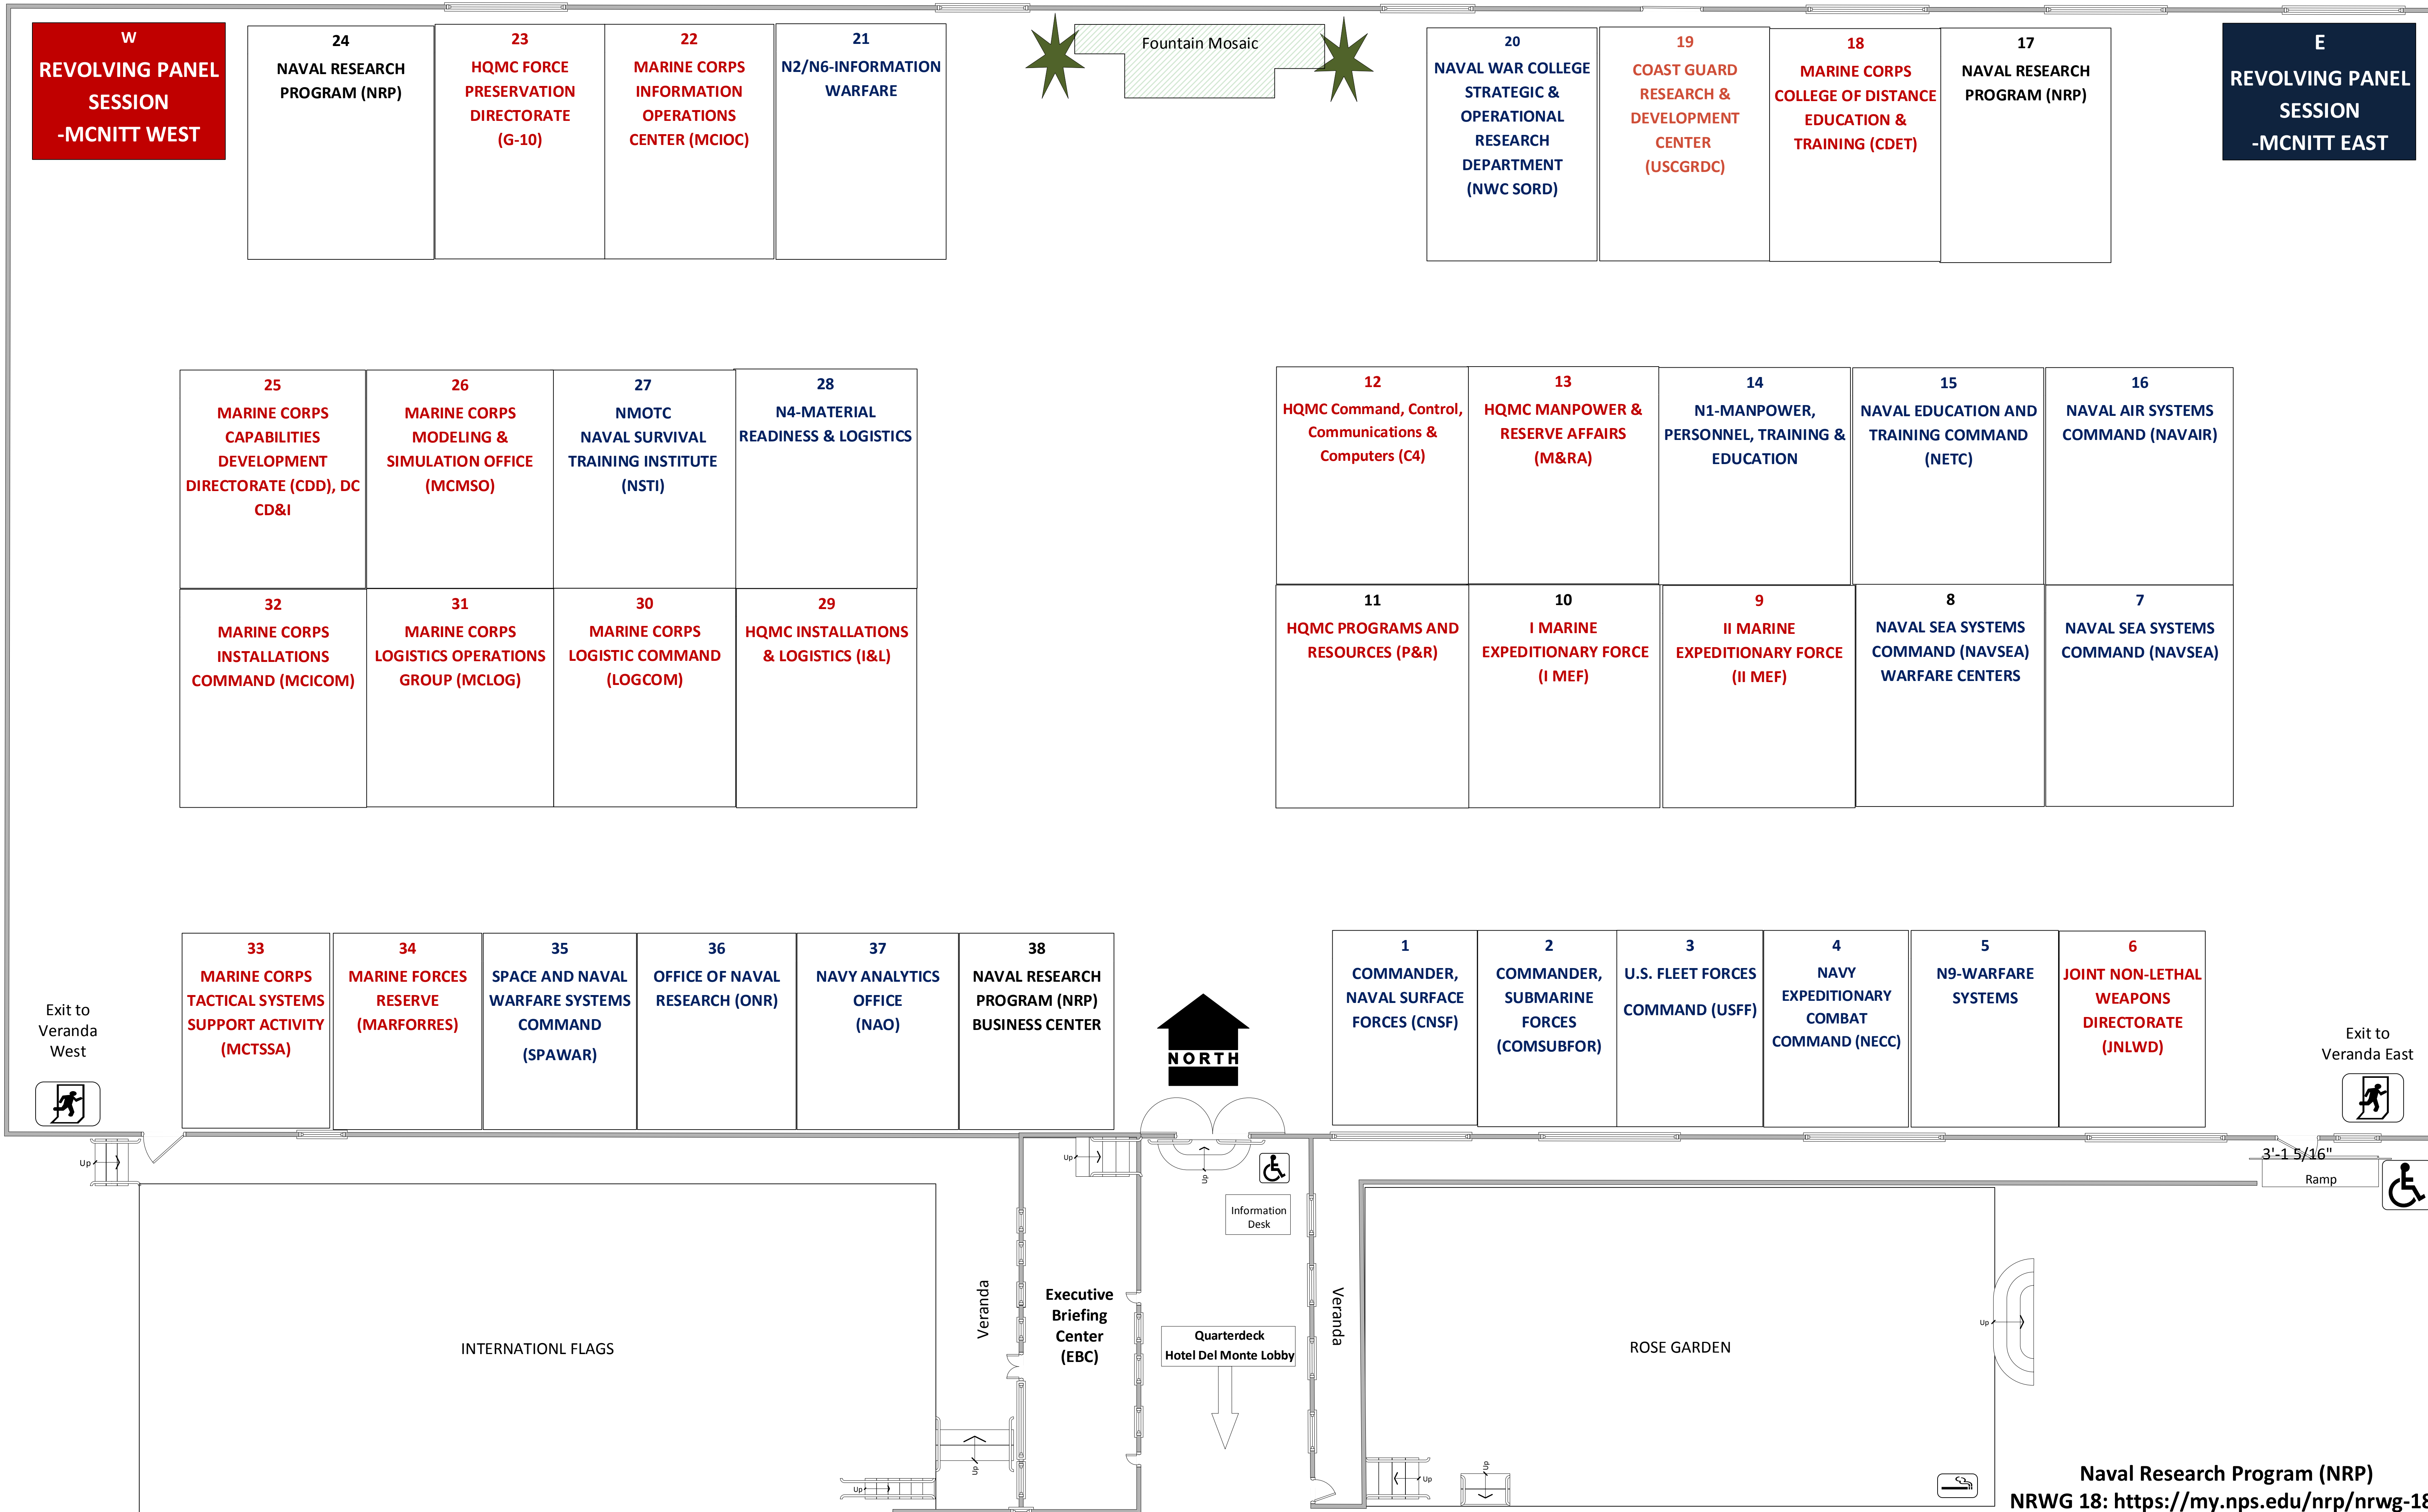 W
REVOLVING PANEL
SESSION
-MCNITT WEST
24
NAVAL RESEARCH
PROGRAM (NRP)
23
HQMC FORCE
PRESERVATION
DIRECTORATE
(G-10)
22
MARINE CORPS
INFORMATION
OPERATIONS
CENTER (MCIOC)
21
N2/N6-INFORMATION
WARFARE
Fountain Mosaic
20
NAVAL WAR COLLEGE
STRATEGIC &
OPERATIONAL
RESEARCH
DEPARTMENT
(NWC SORD)
19
COAST GUARD
RESEARCH &
DEVELOPMENT
CENTER
(USCGRDC)
18
MARINE CORPS
COLLEGE OF DISTANCE
EDUCATION &
TRAINING (CDET)
17
NAVAL RESEARCH
PROGRAM (NRP)
E
REVOLVING PANEL
SESSION
-MCNITT EAST
25
MARINE CORPS
CAPABILITIES
DEVELOPMENT
DIRECTORATE (CDD), DC
CD&I
26
MARINE CORPS
MODELING &
SIMULATION OFFICE
(MCMSO)
27
NMOTC
NAVAL SURVIVAL
TRAINING INSTITUTE
(NSTI)
28
N4-MATERIAL
READINESS & LOGISTICS
12
HQMC Command, Control,
Communications &
Computers (C4)
13
HQMC MANPOWER &
RESERVE AFFAIRS
(M&RA)
14
N1-MANPOWER,
PERSONNEL, TRAINING &
EDUCATION
15
NAVAL EDUCATION AND
TRAINING COMMAND
(NETC)
16
NAVAL AIR SYSTEMS
COMMAND (NAVAIR)
32
MARINE CORPS
INSTALLATIONS
COMMAND (MCICOM)
31
MARINE CORPS
LOGISTICS OPERATIONS
GROUP (MCLOG)
30
MARINE CORPS
LOGISTIC COMMAND
(LOGCOM)
29
HQMC INSTALLATIONS
& LOGISTICS (I&L)
11
HQMC PROGRAMS AND
RESOURCES (P&R)
10
I MARINE
EXPEDITIONARY FORCE
(I MEF)
9
II MARINE
EXPEDITIONARY FORCE
(II MEF)
8
NAVAL SEA SYSTEMS
COMMAND (NAVSEA)
WARFARE CENTERS
7
NAVAL SEA SYSTEMS
COMMAND (NAVSEA)
Exit to
Veranda
West
33
MARINE CORPS
TACTICAL SYSTEMS
SUPPORT ACTIVITY
(MCTSSA)
34
MARINE FORCES
RESERVE
(MARFORRES)
35
SPACE AND NAVAL
WARFARE SYSTEMS
COMMAND
(SPAWAR)
36
OFFICE OF NAVAL
RESEARCH (ONR)
37
NAVY ANALYTICS
OFFICE
(NAO)
38
NAVAL RESEARCH
PROGRAM (NRP)
BUSINESS CENTER
NORTH
1
COMMANDER,
NAVAL SURFACE
FORCES (CNSF)
2
COMMANDER,
SUBMARINE
FORCES
(COMSUBFOR)
3
U.S. FLEET FORCES
COMMAND (USFF)
4
NAVY
EXPEDITIONARY
COMBAT
COMMAND (NECC)
5
N9-WARFARE
SYSTEMS
6
JOINT NON-LETHAL
WEAPONS
DIRECTORATE
(JNLWD)
Exit to
Veranda East
Up
Up
Up
3'-1 5/16"
Ramp
Information
Desk
INTERNATIONL FLAGS
Veranda
Executive
Briefing
Center
(EBC)
Quarterdeck
Hotel Del Monte Lobby
Veranda
ROSE GARDEN
Up
Up
Up
Up
Up
Naval Research Program (NRP)
NRWG 18: https://my.nps.edu/nrp/nrwg-18